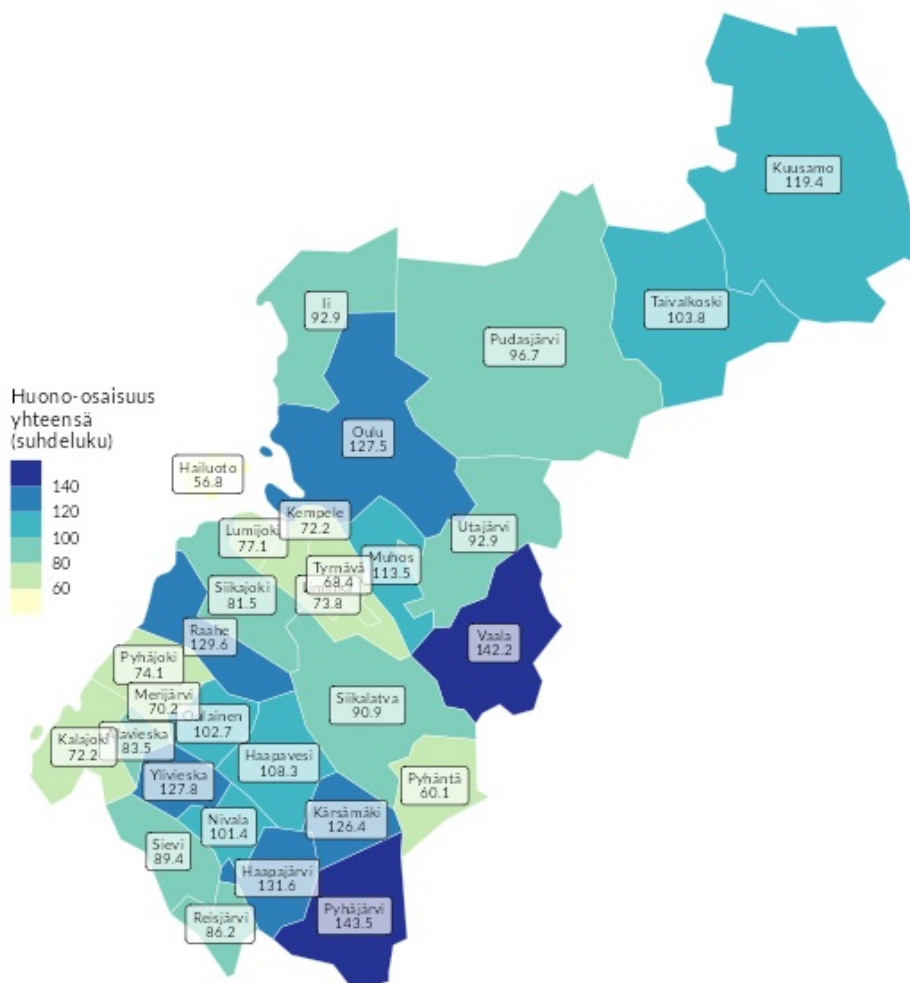 Kuusamo
119.4
Taivalkoski
103.8
Ii
92.9
Pudasjärvi
96.7
Huono-osaisuus
yhteensä
(suhdeluku)
140
120
100
80
60
Oulu
127.5
Hailuoto
56.8
Kempele
72.2
Lumijoki
77.1
Utajärvi
92.9
Muhos
113.5
Tyrnävä
68.4
73.8
Siikajoki
81.5
Raahe
129.6
Vaala
142.2
Pyhäjoki
74.1
Merijärvi
70.2
Siikalatva
90.9
Oulainen
102.7
Alavieska
83.5
Kalajoki
72.2
Haapavesi
108.3
Ylivieska
127.8
Pyhäntä
60.1
Kärsämäki
126.4
Nivala
101.4
Sievi
89.4
Haapajärvi
131.6
Reisjärvi
86.2
Pyhäjärvi
143.5